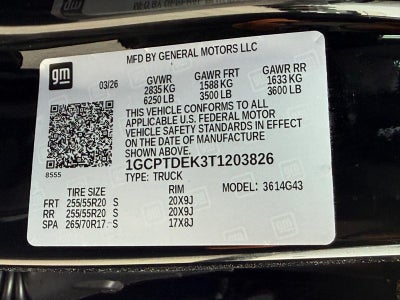 MFD BY GENERAL MOTORS LLC
gm
03/26 GVWR GAWR FRT GAWR RR
2835 KG 1588 KG 1633 KG
6250 LB 3500 LB 3600 LB
THIS VEHICLE CONFORMS TO ALL
APPLICABLE U.S. FEDERAL MOTOR
VEHICLE SAFETY STANDARDS IN EFFECT
ON THE DATE OF MANUFACTURE
SHOWN ABOVE.
1GCPTDEK3T1203826
8555 TYPE: TRUCK
TIRE SIZE RIM MODEL: 3614G43
FRT 255/55R20 S 20X9J
RR 255/55R20 S 20X9J
SPA 265/70R17 S 17X8J